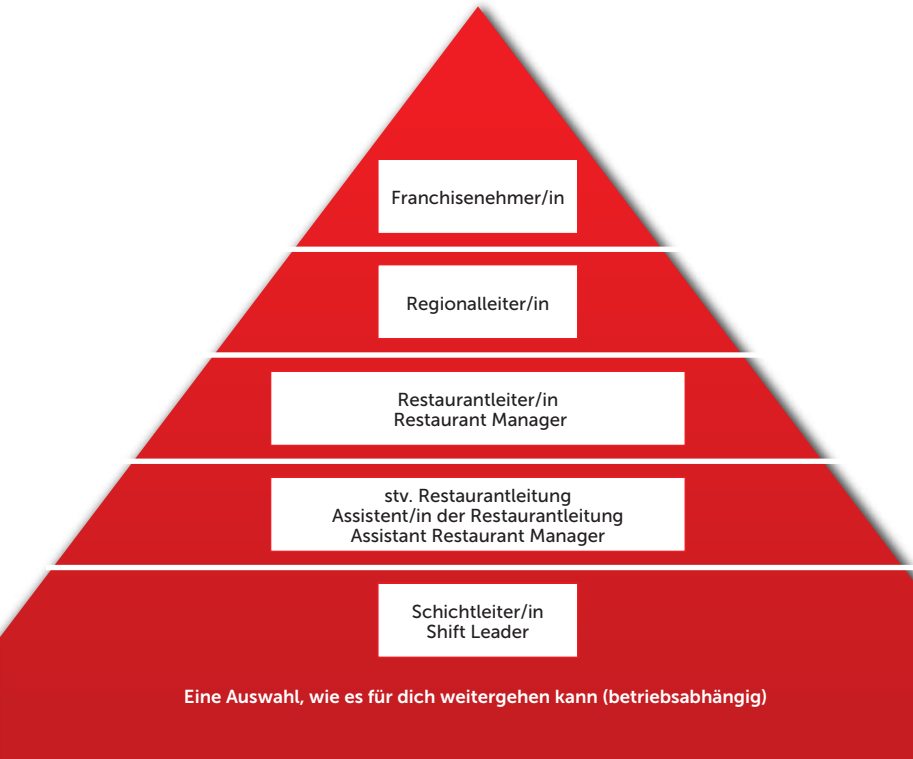 Franchisenehmer/in
Regionalleiter/in
Restaurantleiter/in
Restaurant Manager
stv. Restaurantleitung
Assistent/in der Restaurantleitung
Assistant Restaurant Manager
Schichtleiter/in
Shift Leader
Eine Auswahl, wie es für dich weitergehen kann (betriebsabhängig)